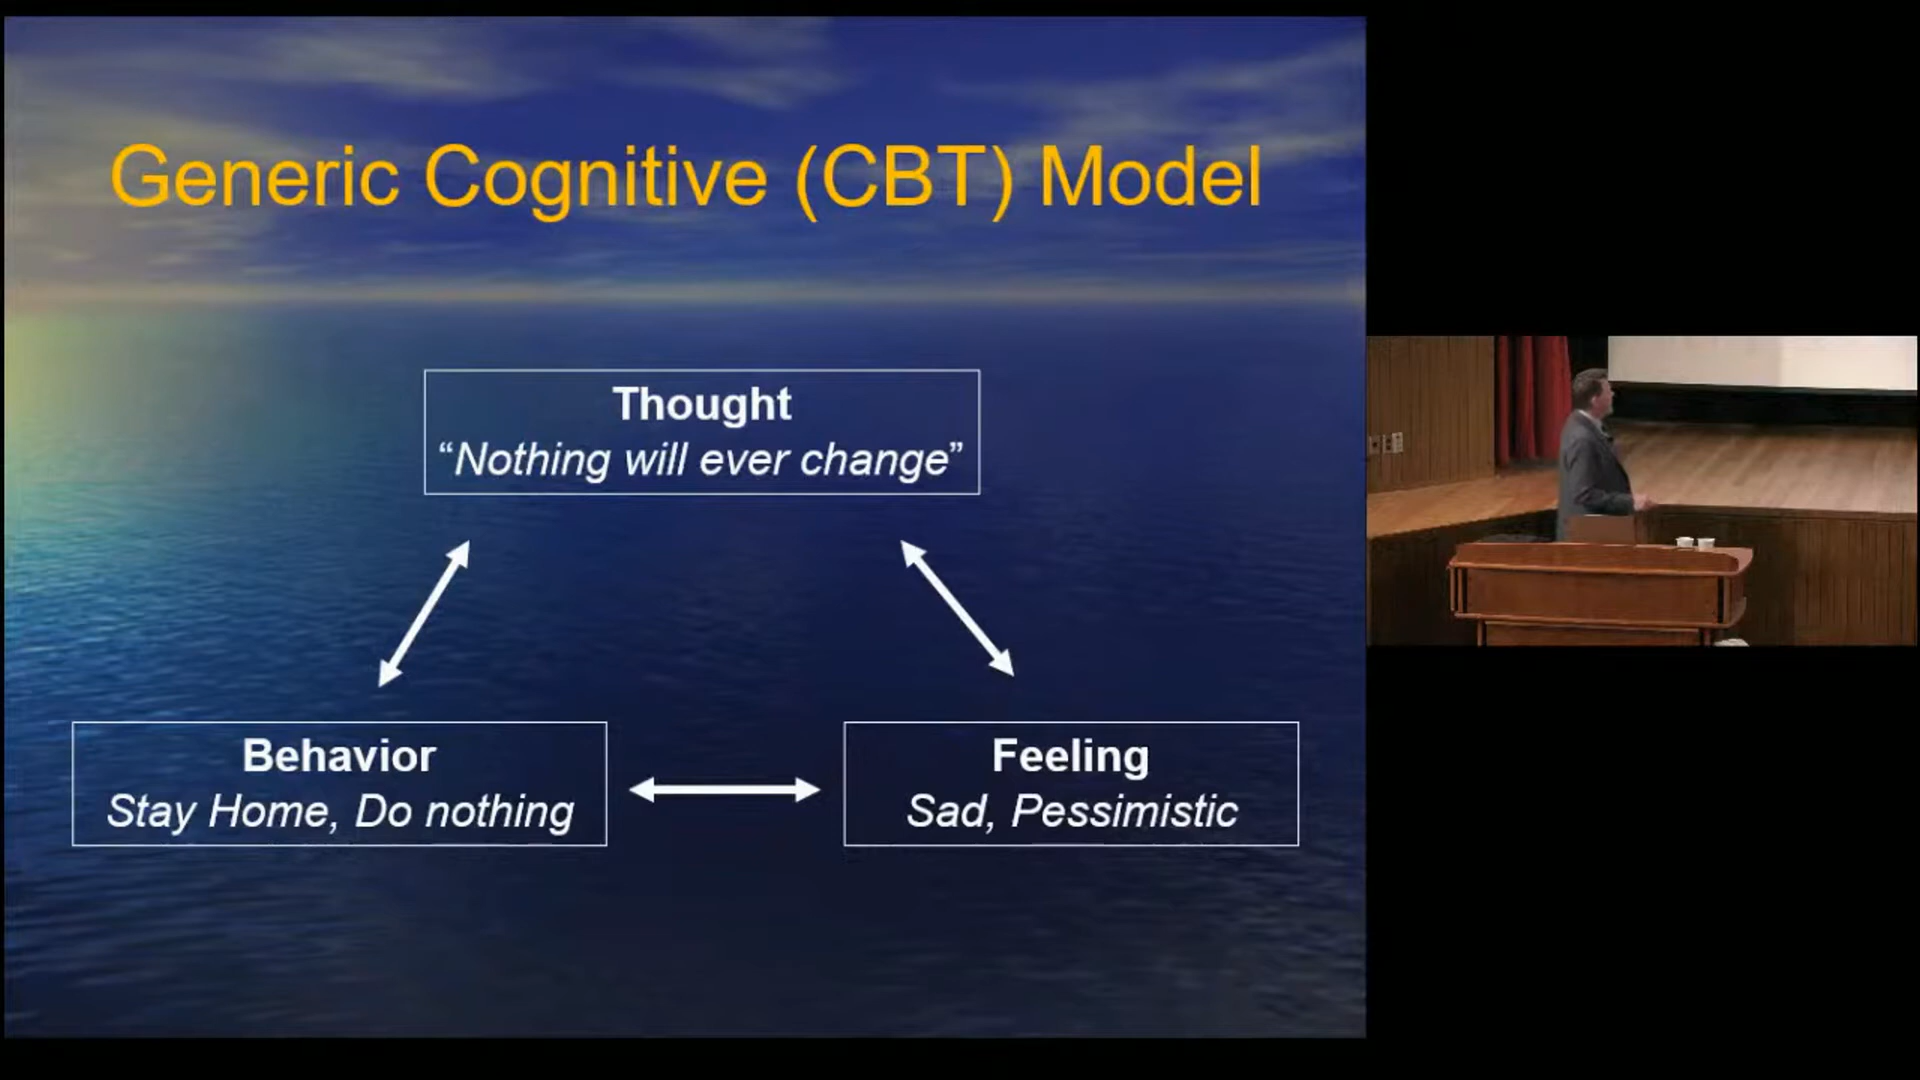 Generic Cognitive (CBT) Model
Thought
“Nothing will ever change”
Behavior
Stay Home, Do nothing
Feeling
Sad, Pessimistic